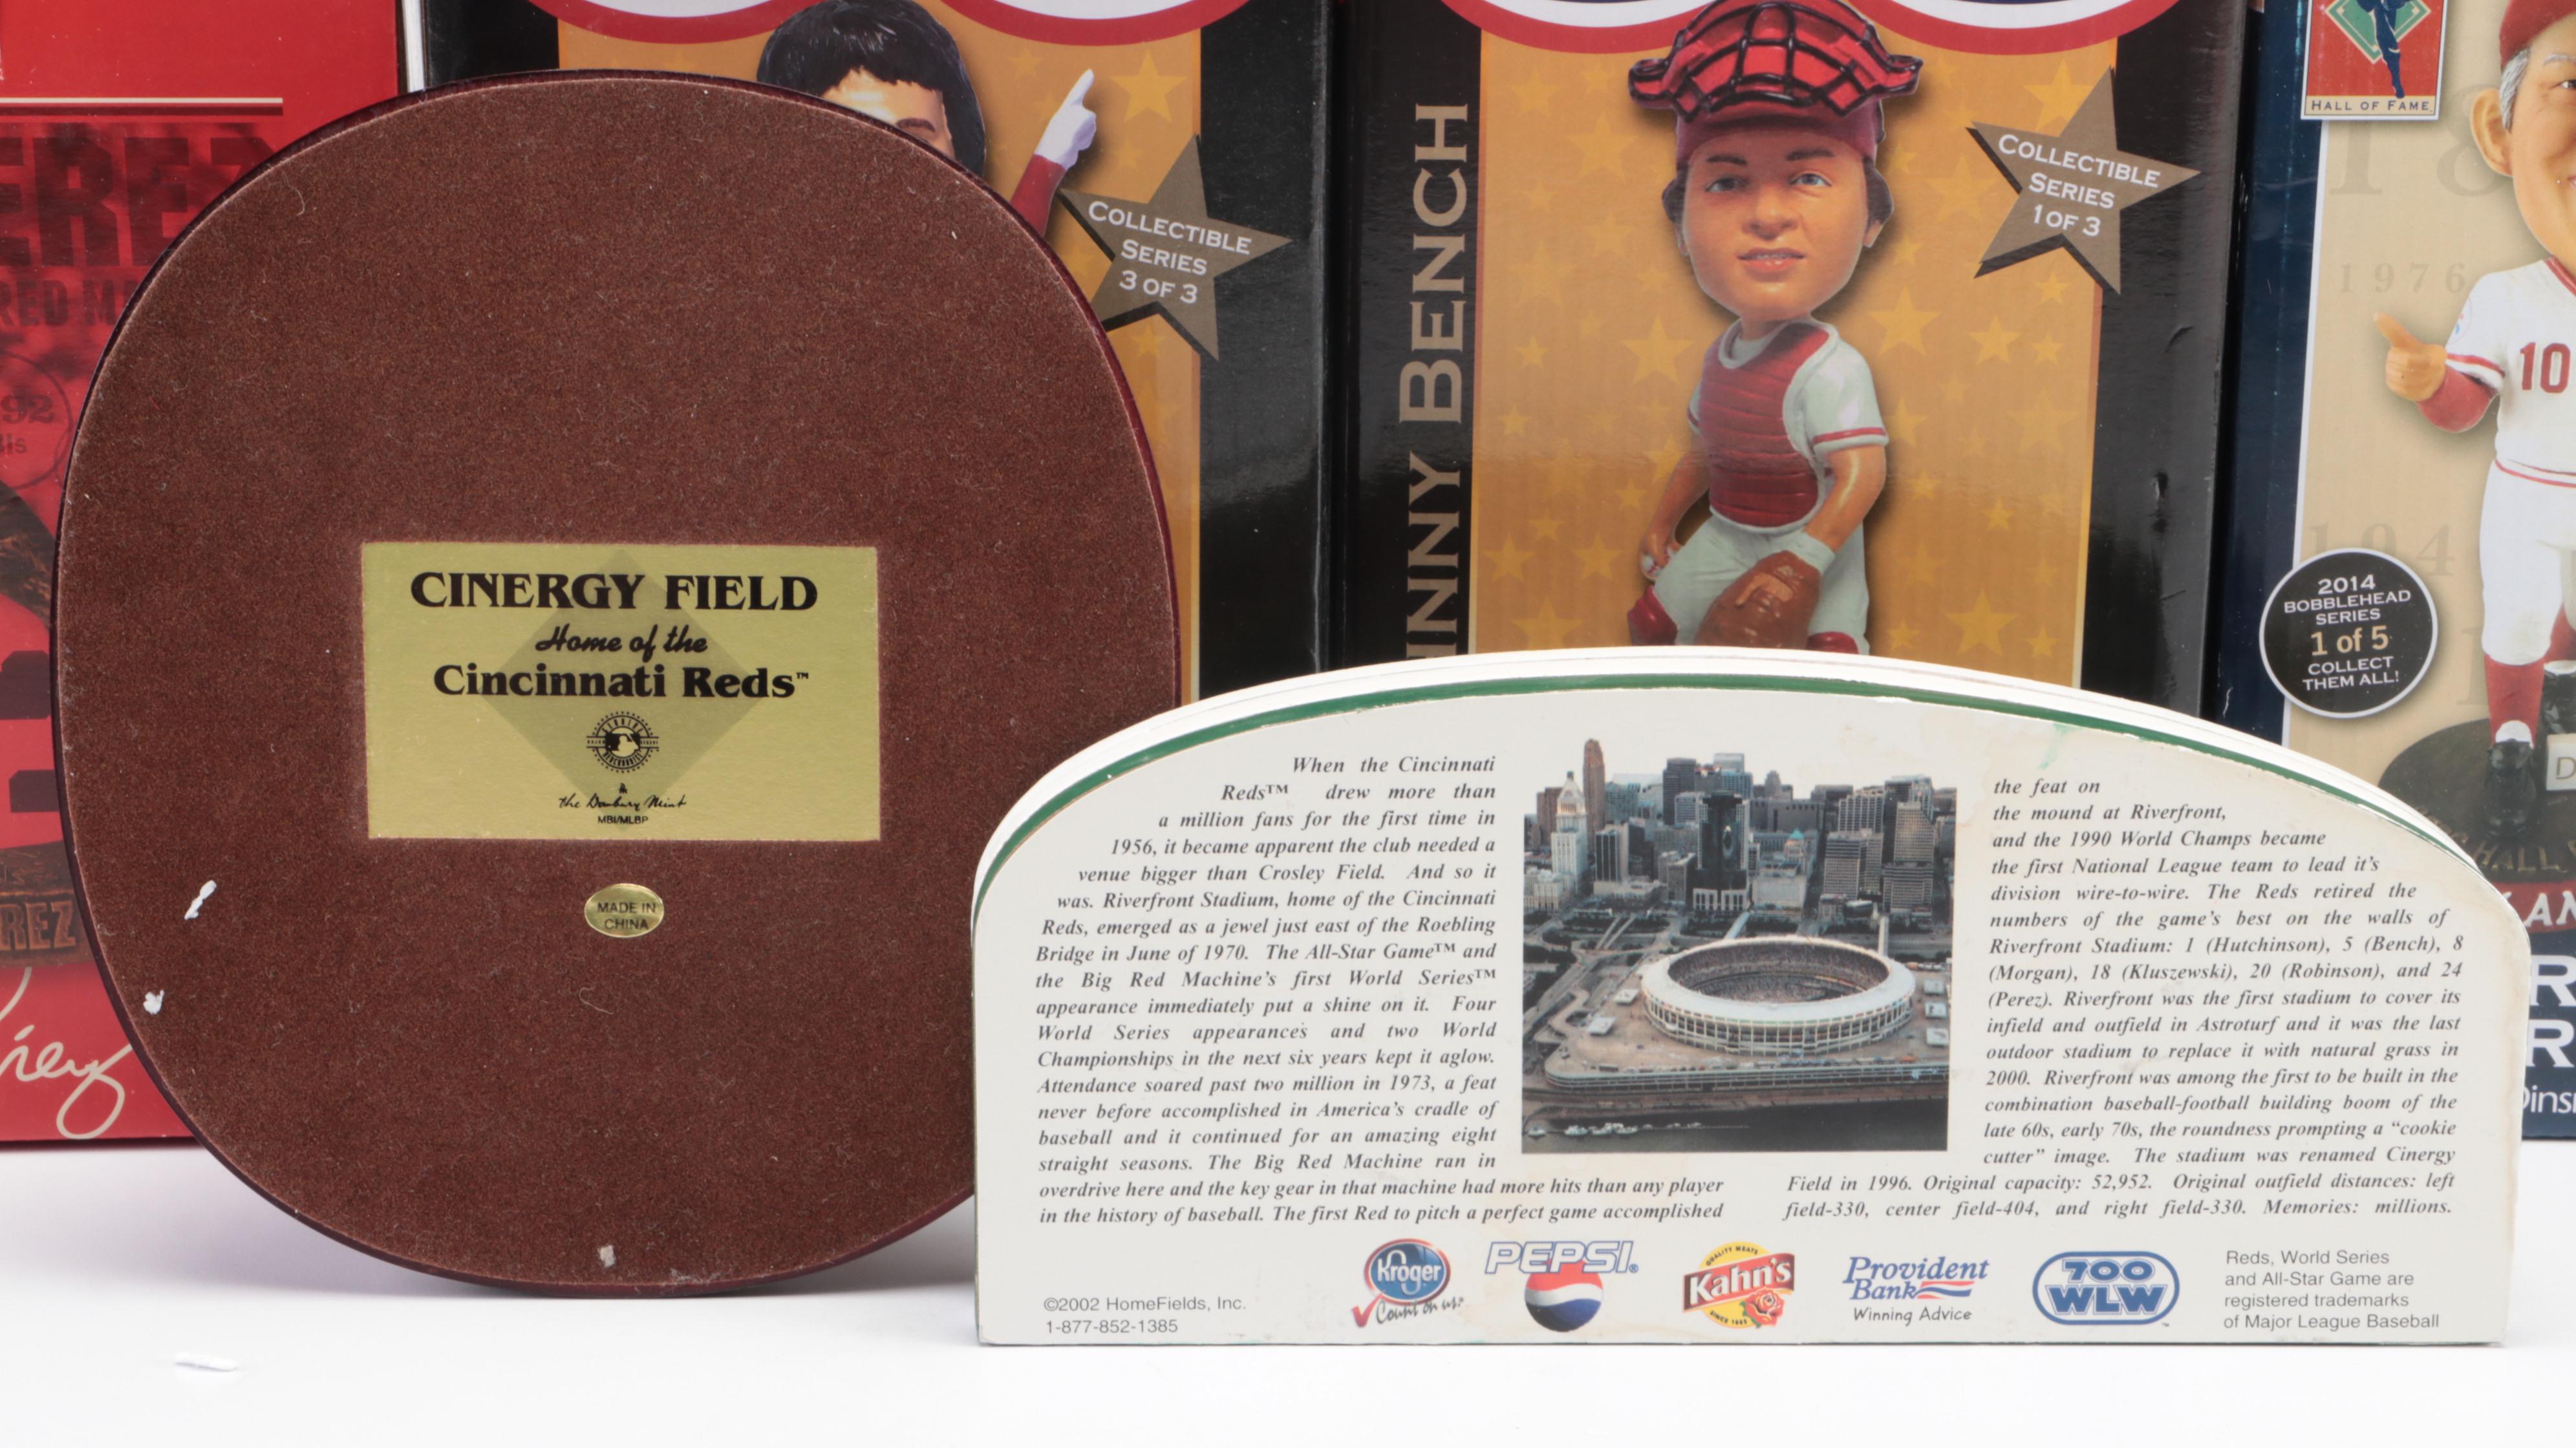 EREZ
RED M
92
REZ
COLLECTIBLE
SERIES
3 OF 3
NNY BENCH
COLLECTIBLE
SERIES
1 OF 3
HALL OF FAME
1976
10
2014
BOBBLEHEAD
SERIES
1 of 5
COLLECT
THEM ALL!
CINERGY FIELD
Home of the
Cincinnati Reds™
The Danbury Mint
MBI/MLBP
MADE IN
CHINA
When the Cincinnati
Reds™ drew more than
a million fans for the first time in
1956, it became apparent the club needed a
venue bigger than Crosley Field. And so it
was. Riverfront Stadium, home of the Cincinnati
Reds, emerged as a jewel just east of the Roebling
Bridge in June of 1970. The All-Star Game™ and
the Big Red Machine's first World Series™
appearance immediately put a shine on it. Four
World Series appearances and two World
Championships in the next six years kept it aglow.
Attendance soared past two million in 1973, a feat
never before accomplished in America's cradle of
baseball and it continued for an amazing eight
straight seasons. The Big Red Machine ran in
overdrive here and the key gear in that machine had more hits than any player
in the history of baseball. The first Red to pitch a perfect game accomplished
the feat on
the mound at Riverfront,
and the 1990 World Champs became
the first National League team to lead it's
division wire-to-wire. The Reds retired the
numbers of the game's best on the walls of
Riverfront Stadium: 1 (Hutchinson), 5 (Bench), 8
(Morgan), 18 (Kluszewski), 20 (Robinson), and 24
(Perez). Riverfront was the first stadium to cover its
infield and outfield in Astroturf and it was the last
outdoor stadium to replace it with natural grass in
2000. Riverfront was among the first to be built in the
combination baseball-football building boom of the
late 60s, early 70s, the roundness prompting a "cookie
cutter" image. The stadium was renamed Cinergy
Field in 1996. Original capacity: 52,952. Original outfield distances: left
field-330, center field-404, and right field-330. Memories: millions.
©2002 HomeFields, Inc.
1-877-852-1385
Kroger
Count on us!
PEPSI
QUALITY MEATS
Kahn's
SINCE 1883
Provident
Bank
Winning Advice
700
WLW
Reds, World Series
and All-Star Game are
registered trademarks
of Major League Baseball